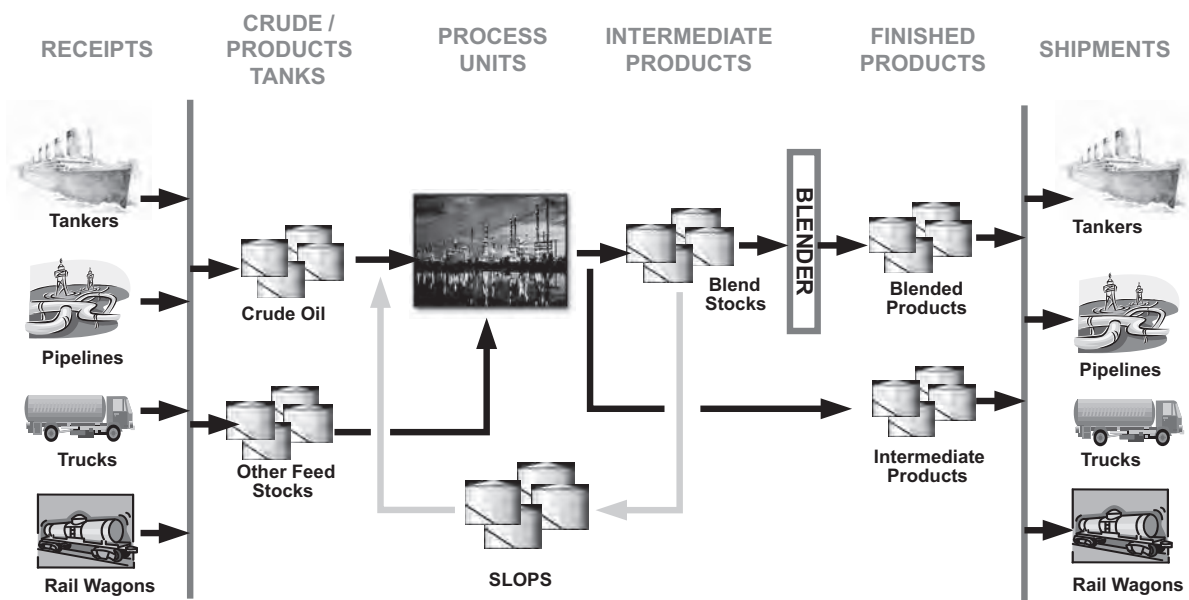 RECEIPTS
CRUDE /
PRODUCTS
TANKS
PROCESS
UNITS
INTERMEDIATE
PRODUCTS
FINISHED
PRODUCTS
SHIPMENTS
Tankers
Pipelines
Trucks
Rail Wagons
Crude Oil
Other Feed
Stocks
SLOPS
Blend
Stocks
BLENDER
Blended
Products
Intermediate
Products
Tankers
Pipelines
Trucks
Rail Wagons